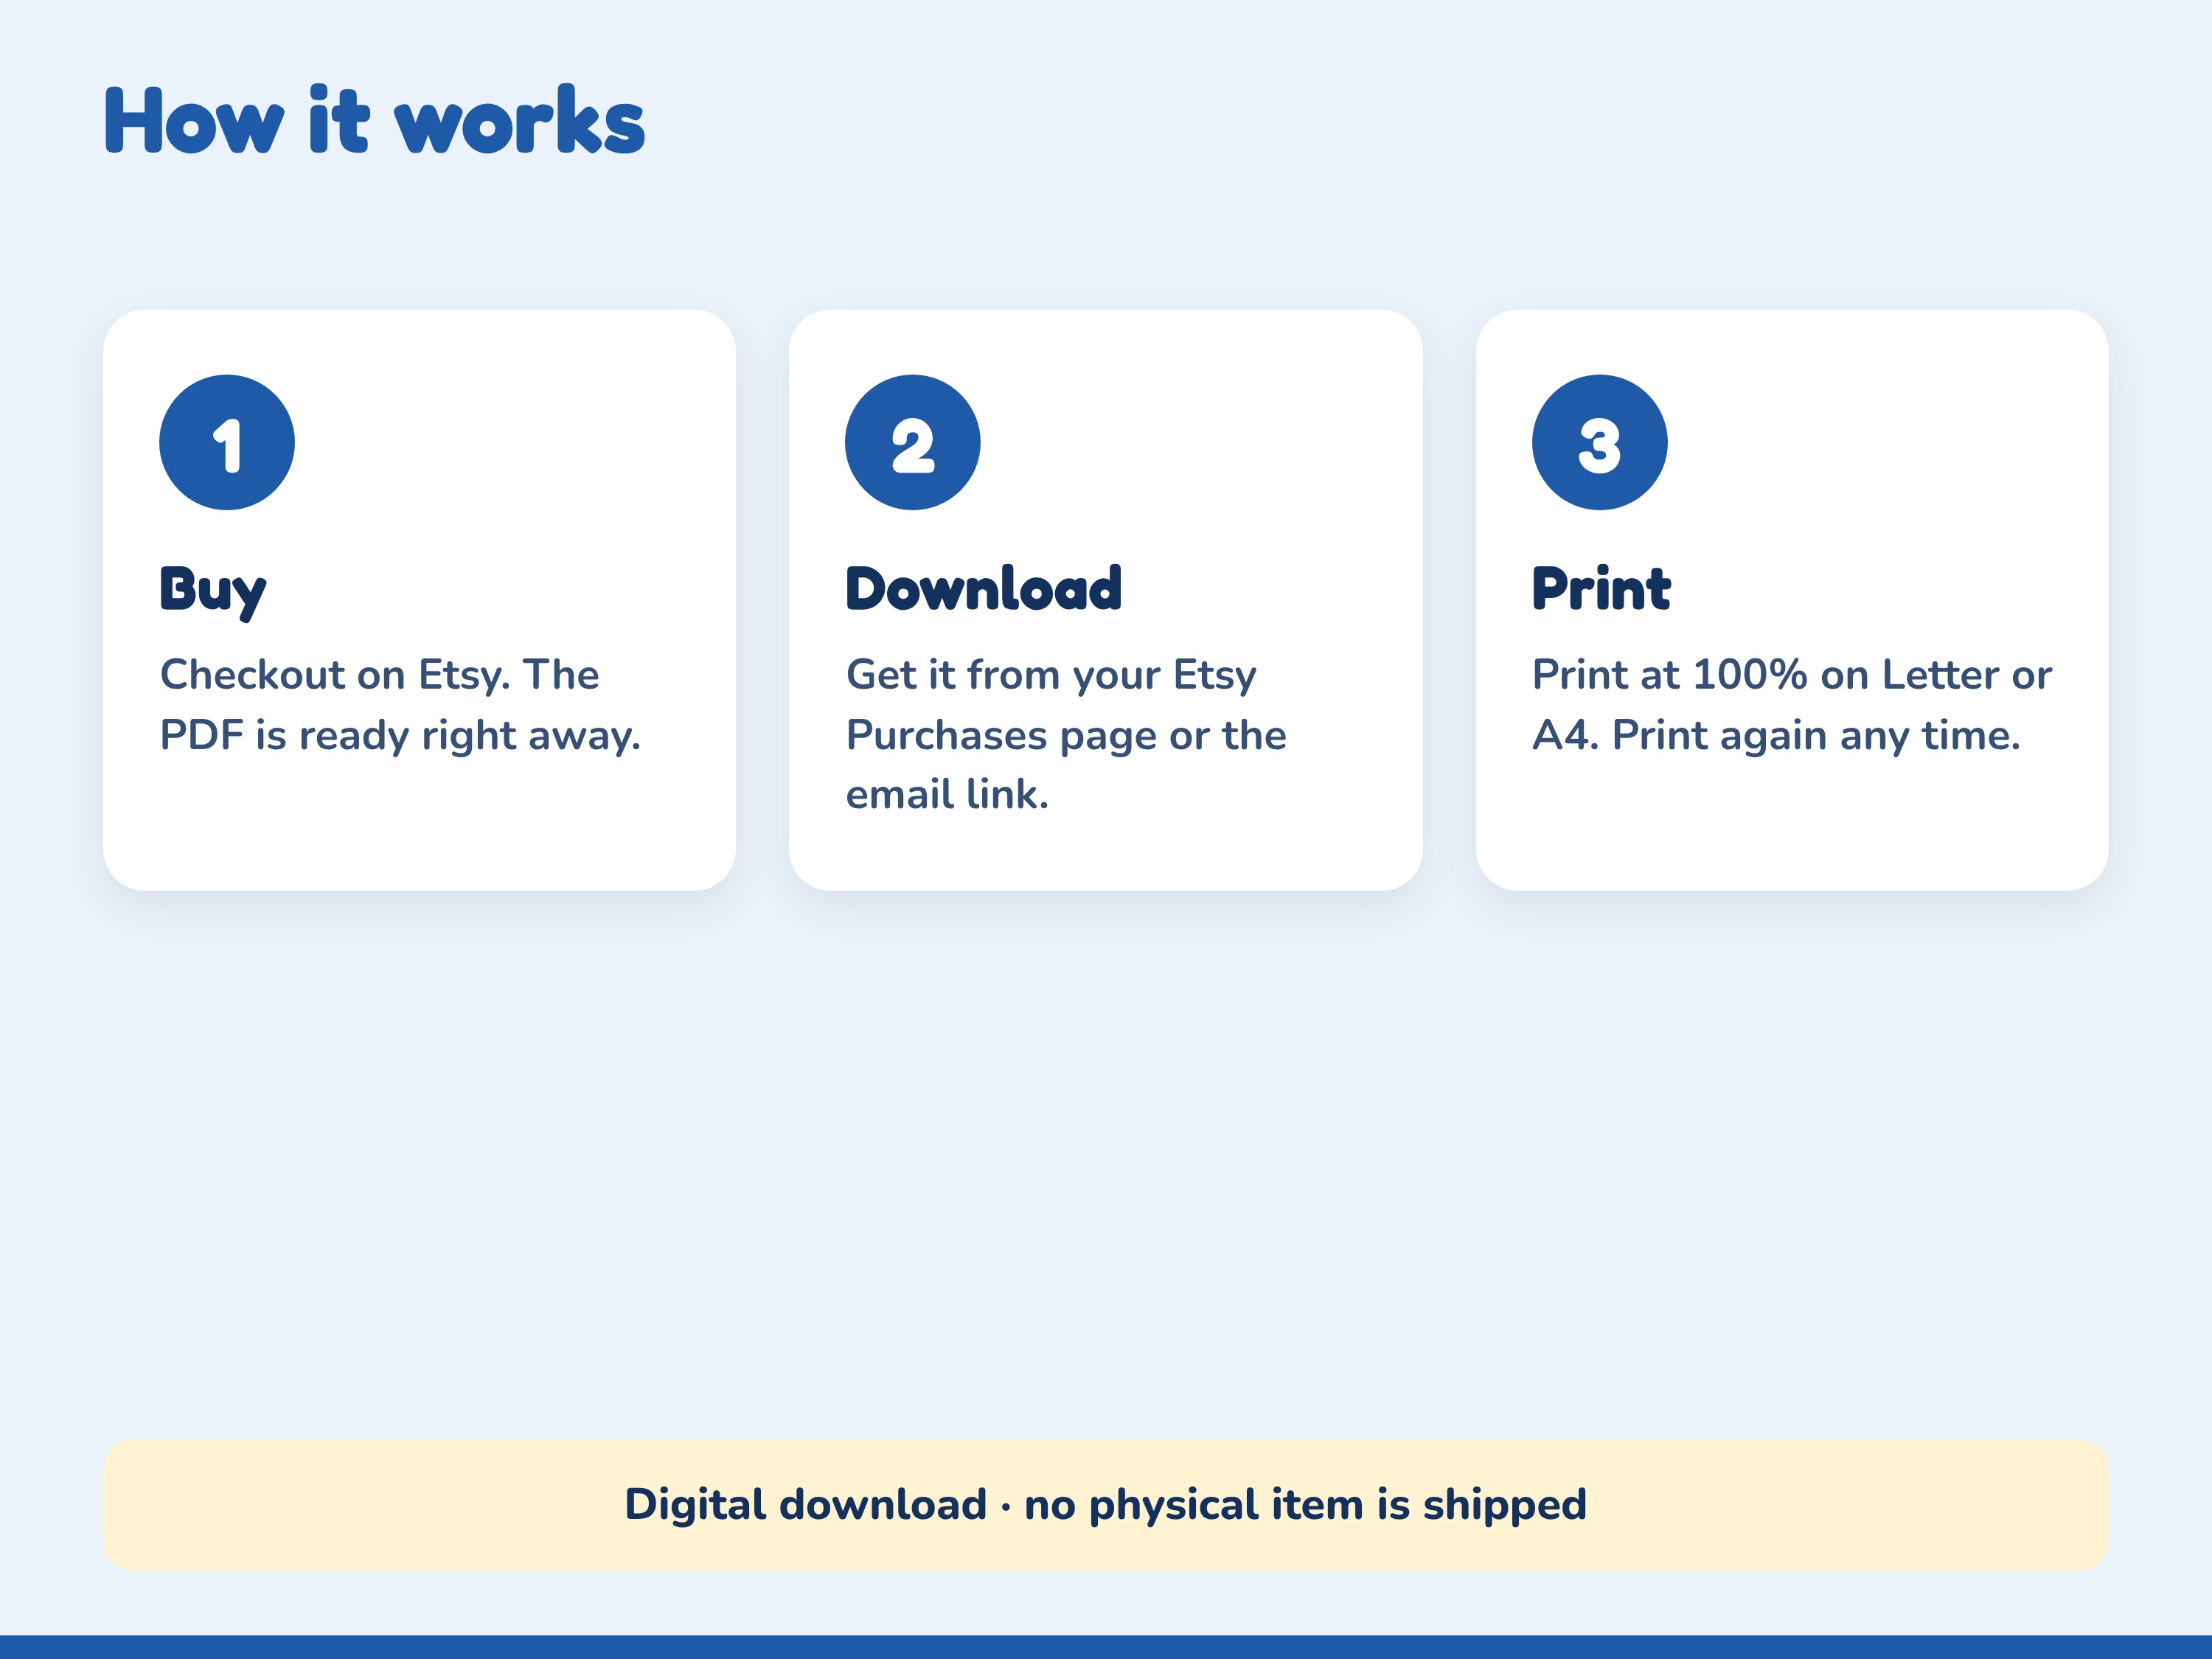 How it works
1
Buy
Checkout on Etsy. The
PDF is ready right away.
2
Download
Get it from your Etsy
Purchases page or the
email link.
3
Print
Print at 100% on Letter or
A4. Print again any time.
Digital download · no physical item is shipped